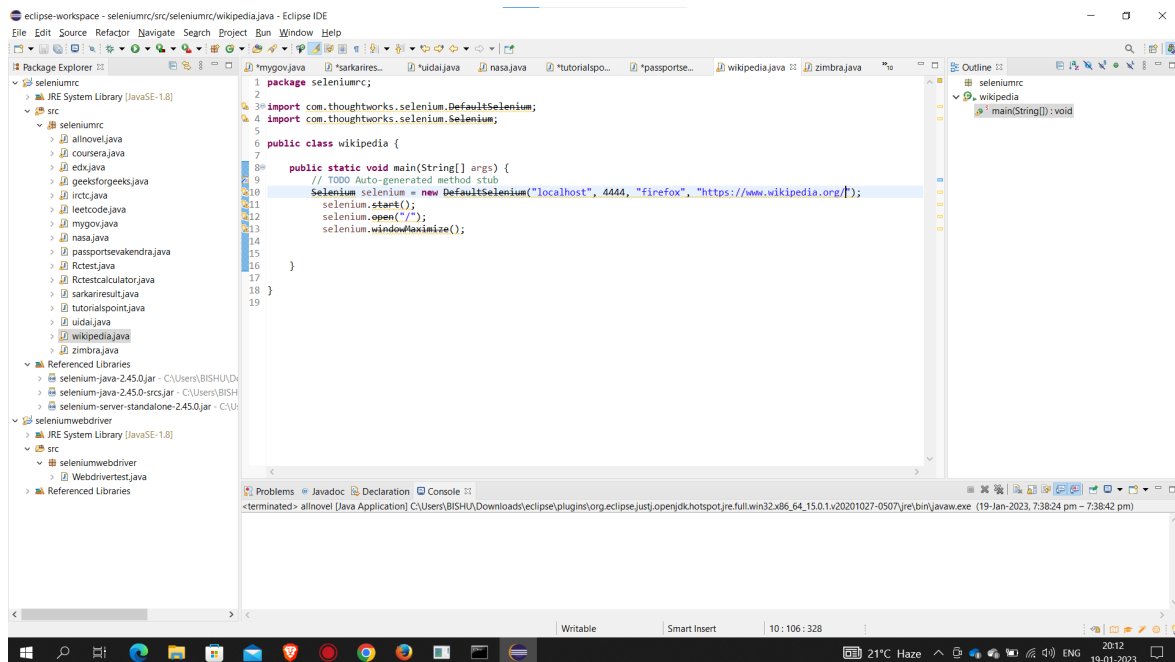 eclipse-workspace - seleniumrc/src/seleniumrc/wikipedia.java - Eclipse IDE
File Edit Source Refactor Navigate Search Project Run Window Help
Package Explorer
seleniumrc
JRE System Library [JavaSE-1.8]
src
seleniumrc
allnovel.java
coursera.java
edx.java
geeksforgeeks.java
irctc.java
leetcode.java
mygov.java
nasa.java
passportsevakendra.java
Rctest.java
Rctestcalculator.java
sarkariresult.java
tutorialspoint.java
uidai.java
wikipedia.java
zimbra.java
Referenced Libraries
selenium-java-2.45.0.jar - C:\Users\BISHU\Do
selenium-java-2.45.0-srcs.jar - C:\Users\BISH
selenium-server-standalone-2.45.0.jar - C:\Us
seleniumwebdriver
JRE System Library [JavaSE-1.8]
src
seleniumwebdriver
Webdrivertest.java
Referenced Libraries
*mygov.java *sarkarires... *uidai.java nasa.java *tutorialspo... *passportse... wikipedia.java zimbra.java »10
1 package seleniumrc;
2
3 import com.thoughtworks.selenium.DefaultSelenium;
4 import com.thoughtworks.selenium.Selenium;
5
6 public class wikipedia {
7
8 public static void main(String[] args) {
9 // TODO Auto-generated method stub
10 Selenium selenium = new DefaultSelenium("localhost", 4444, "firefox", "https://www.wikipedia.org/");
11 selenium.start();
12 selenium.open("/");
13 selenium.windowMaximize();
14
15
16 }
17
18 }
19
Outline
seleniumrc
wikipedia
main(String[]) : void
Problems Javadoc Declaration Console
<terminated> allnovel [Java Application] C:\Users\BISHU\Downloads\eclipse\plugins\org.eclipse.justj.openjdk.hotspot.jre.full.win32.x86_64_15.0.1.v20201027-0507\jre\bin\javaw.exe (19-Jan-2023, 7:38:24 pm – 7:38:42 pm)
Writable Smart Insert 10 : 106 : 328
21°C Haze ENG 20:12
19-01-2023